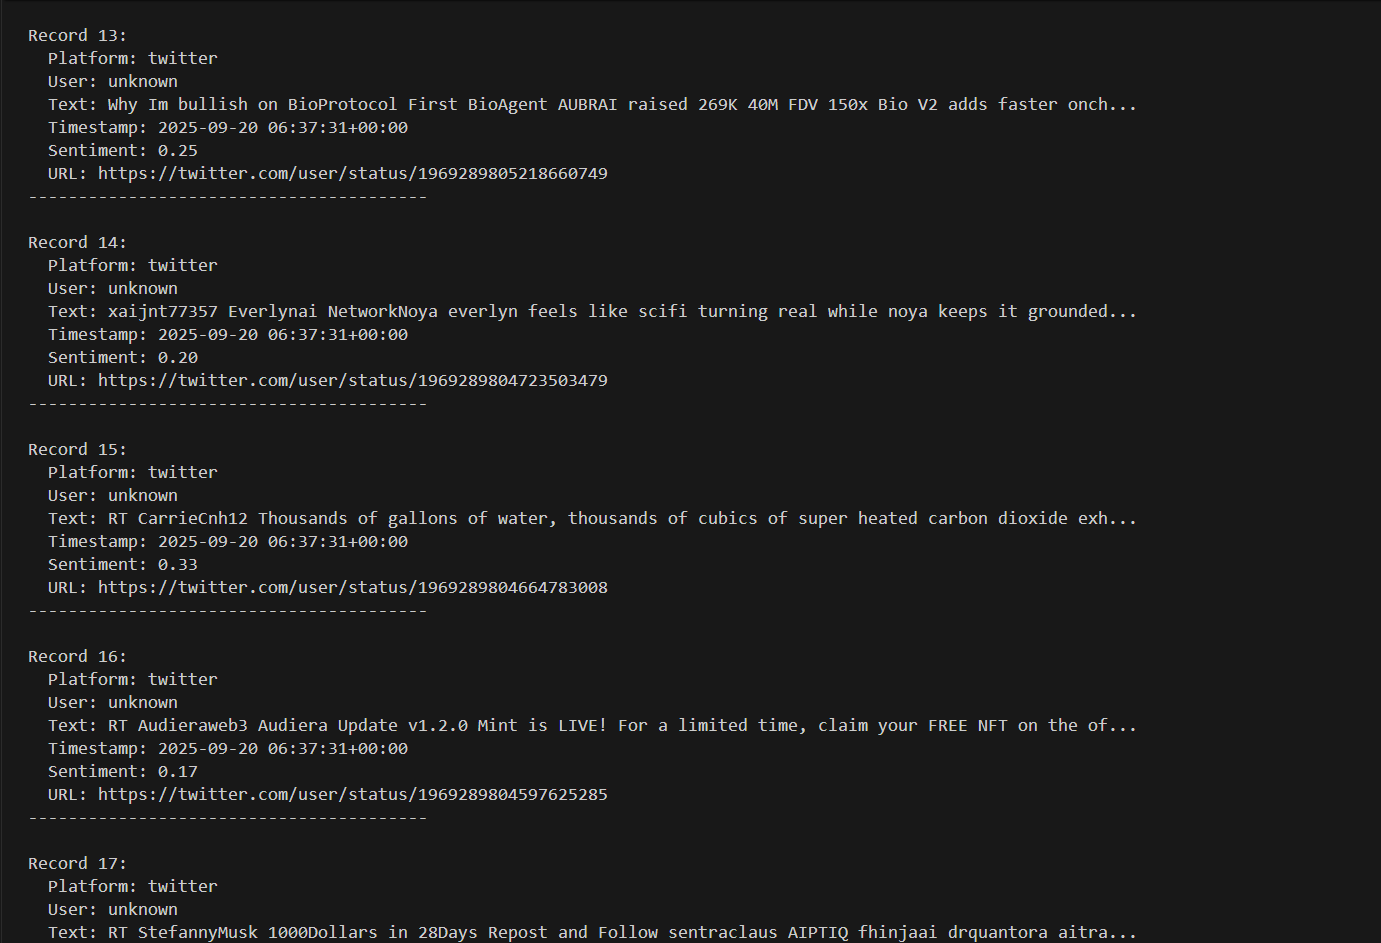 Record 13:
Platform: twitter
User: unknown
Text: Why Im bullish on BioProtocol First BioAgent AUBRAI raised 269K 40M FDV 150x Bio V2 adds faster onch...
Timestamp: 2025-09-20 06:37:31+00:00
Sentiment: 0.25
URL: https://twitter.com/user/status/1969289805218660749
----------------------------------------
Record 14:
Platform: twitter
User: unknown
Text: xaijnt77357 Everlynai NetworkNoya everlyn feels like scifi turning real while noya keeps it grounded...
Timestamp: 2025-09-20 06:37:31+00:00
Sentiment: 0.20
URL: https://twitter.com/user/status/1969289804723503479
----------------------------------------
Record 15:
Platform: twitter
User: unknown
Text: RT CarrieCnh12 Thousands of gallons of water, thousands of cubics of super heated carbon dioxide exh...
Timestamp: 2025-09-20 06:37:31+00:00
Sentiment: 0.33
URL: https://twitter.com/user/status/1969289804664783008
----------------------------------------
Record 16:
Platform: twitter
User: unknown
Text: RT Audieraweb3 Audiera Update v1.2.0 Mint is LIVE! For a limited time, claim your FREE NFT on the of...
Timestamp: 2025-09-20 06:37:31+00:00
Sentiment: 0.17
URL: https://twitter.com/user/status/1969289804597625285
----------------------------------------
Record 17:
Platform: twitter
User: unknown
Text: RT StefannyMusk 1000Dollars in 28Days Repost and Follow sentraclaus AIPTIQ fhinjaai drquantora aitra...